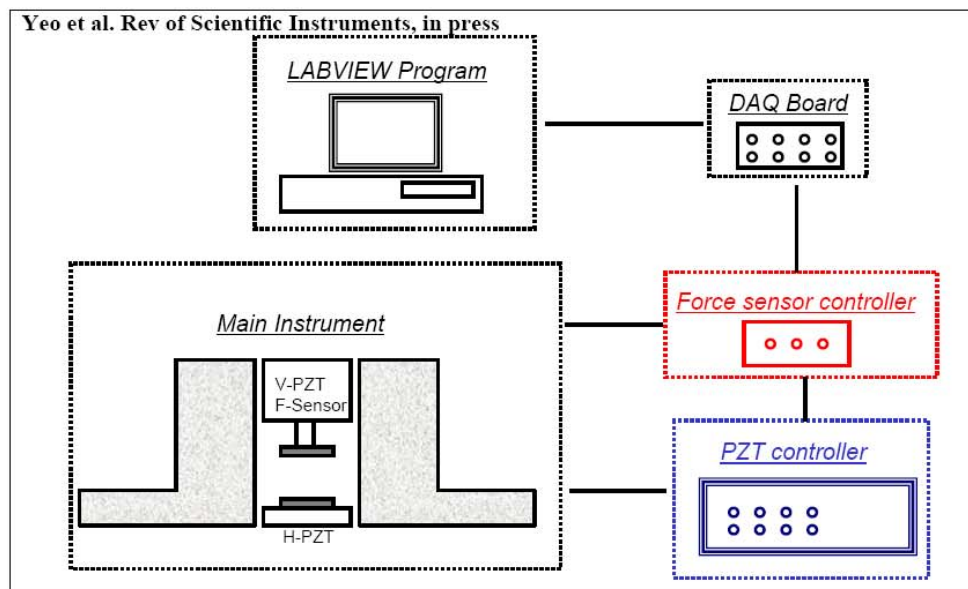 Yeo et al. Rev of Scientific Instruments, in press
LABVIEW Program
DAQ Board
Main Instrument
Force sensor controller
V-PZT
F-Sensor
PZT controller
H-PZT